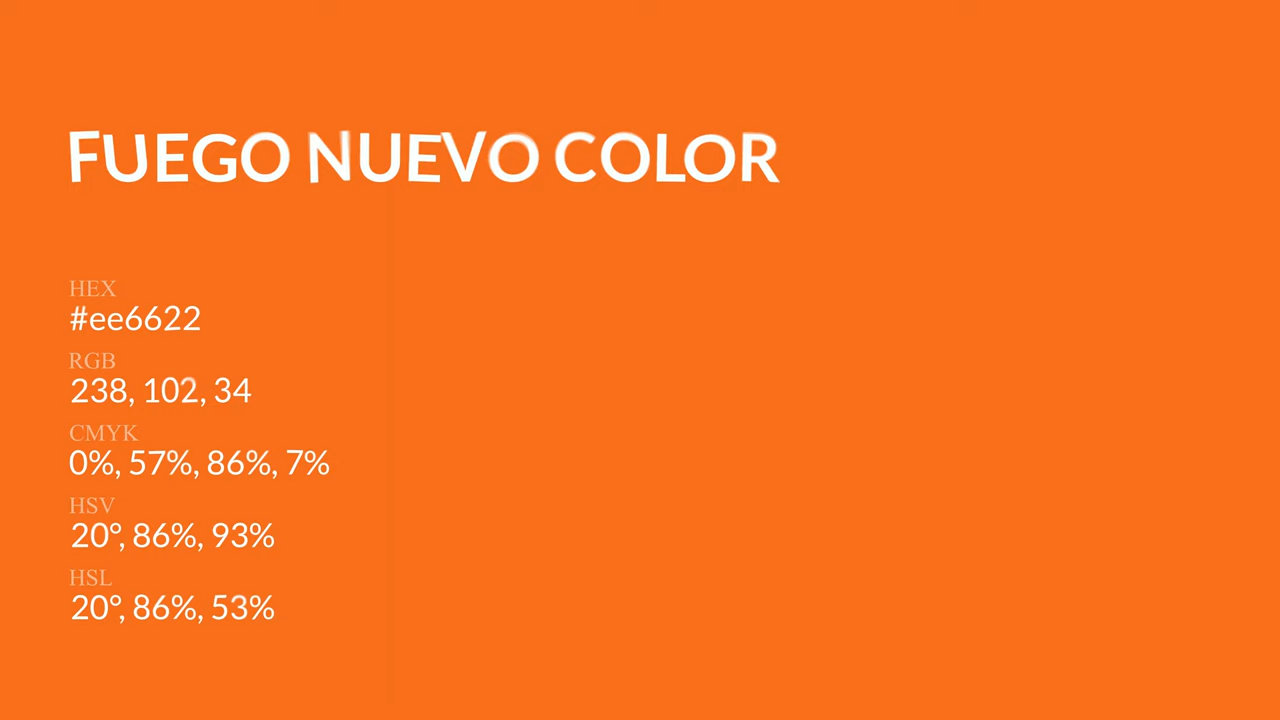 FUEGO NUEVO COLOR
HEX
#ee6622
RGB
238, 102, 34
CMYK
0%, 57%, 86%, 7%
HSV
20°, 86%, 93%
HSL
20°, 86%, 53%